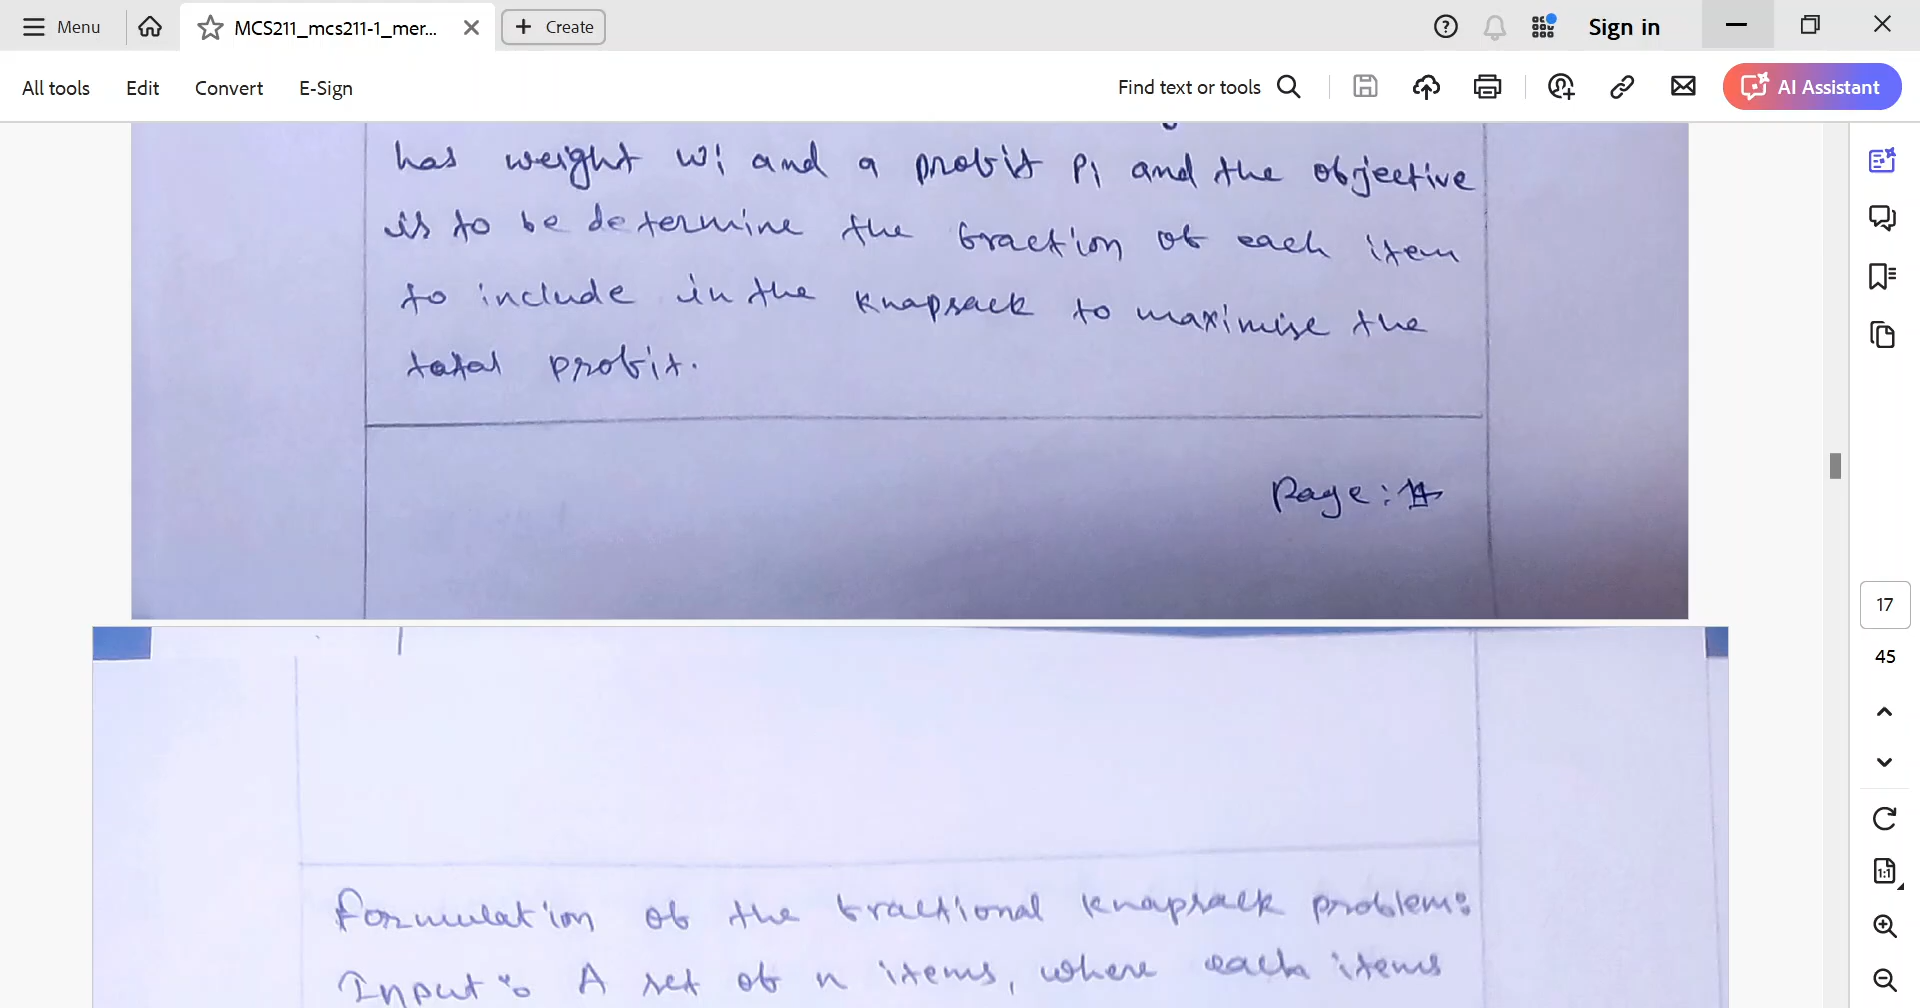 Menu
MCS211_mcs211-1_mer...
Create
Sign in
All tools
Edit
Convert
E-Sign
Find text or tools
AI Assistant
has weight wi and a profit Pi and the objective
is to be determine the fraction of each item
to include in the knapsack to maximise the
total profit.
Page:
17
45
1:1
Formulation of the fractional knapsack problem:
Input: A set of n items, where each items